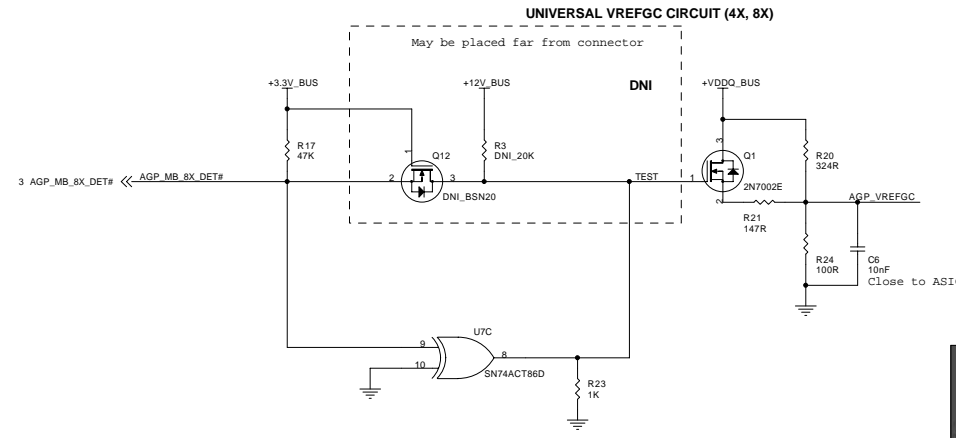 UNIVERSAL VREFGC CIRCUIT (4X, 8X)
May be placed far from connector
+3.3V_BUS
+12V_BUS
DNI
+VDDQ_BUS
R17
47K
R3
DNI_20K
Q12
1
2
3
DNI_BSN20
3 AGP_MB_8X_DET#
AGP_MB_8X_DET#
TEST
1
3
2
Q1
2N7002E
R20
324R
R21
147R
AGP_VREFGC
R24
100R
C6
10nF
Close to ASI
U7C
9
10
8
SN74ACT86D
R23
1K